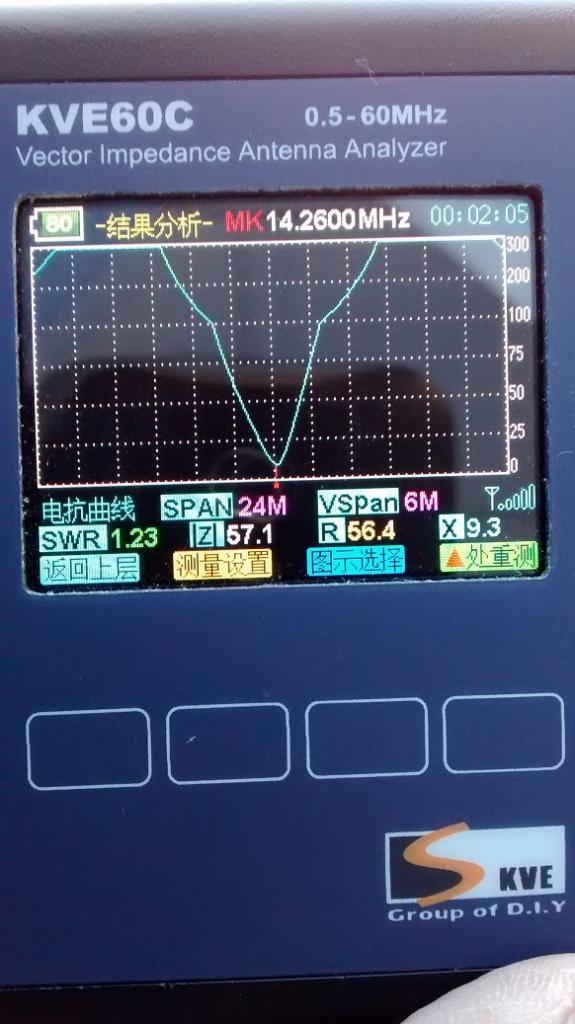 KVE60C 0.5-60MHz
Vector Impedance Antenna Analyzer
80 -结果分析- MK14.2600MHz 00:02:05
300
200
100
75
50
25
0
1
电抗曲线 SPAN 24M VSpan 6M
SWR 1.23 |Z| 57.1 R 56.4 X 9.3
返回上层 测量设置 图示选择 ▲处重测
S KVE
Group of D.I.Y